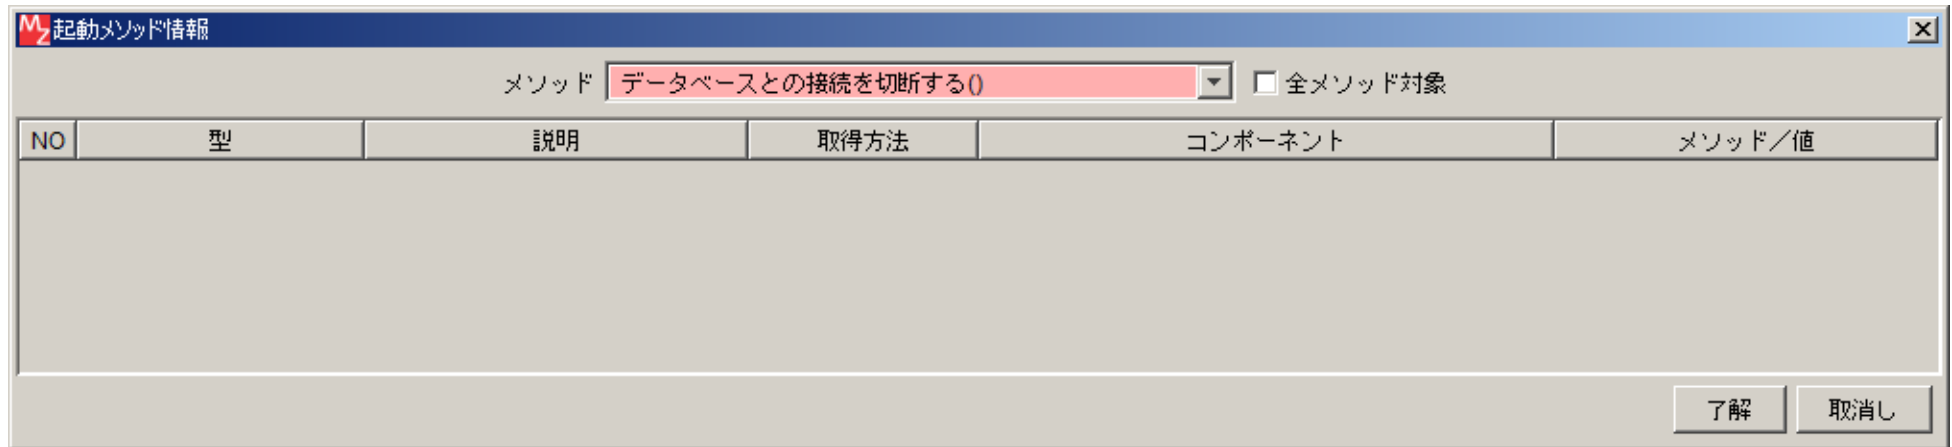 MZ 起動メソッド情報
メソッド データベースとの接続を切断する() 全メソッド対象
NO 型 説明 取得方法 コンポーネント メソッド／値
了解 取消し